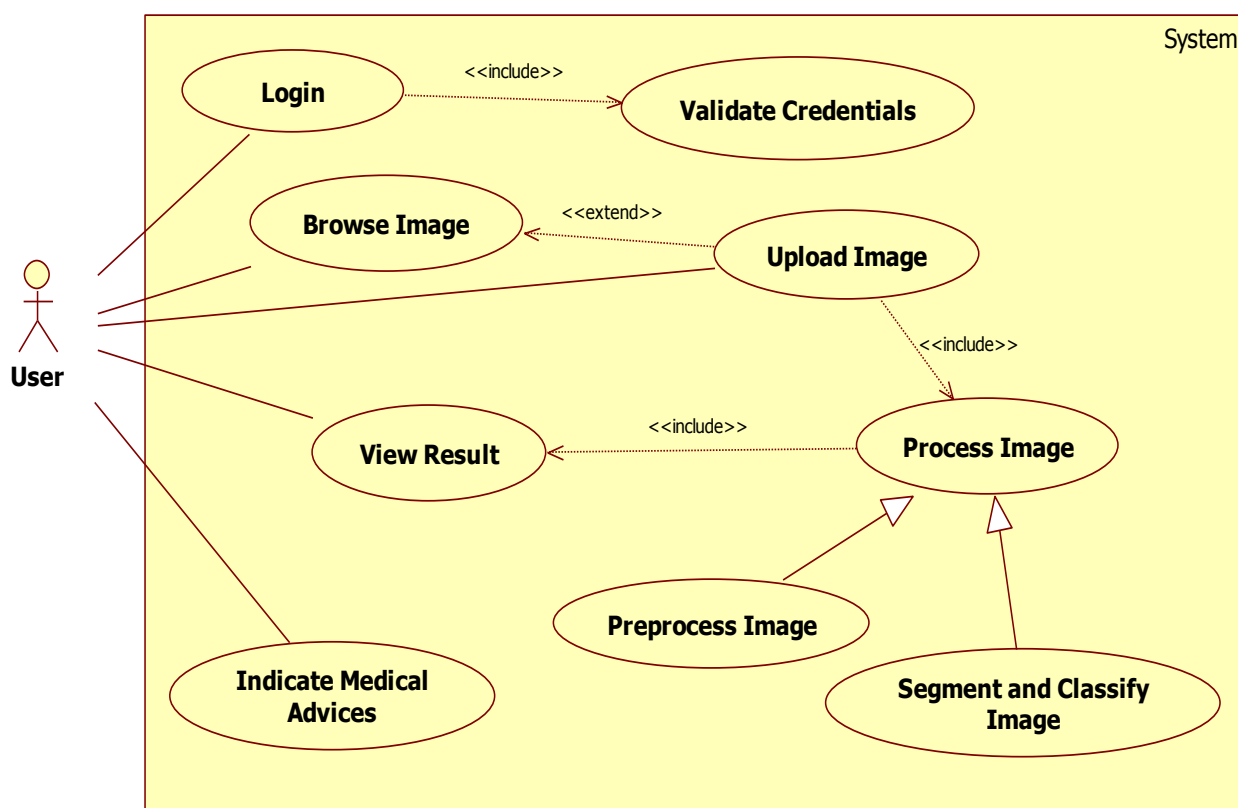 System
<<include>>
Login
Validate Credentials
<<extend>>
Browse Image
Upload Image
<<include>>
User
<<include>>
View Result
Process Image
Preprocess Image
Indicate Medical
Advices
Segment and Classify
Image